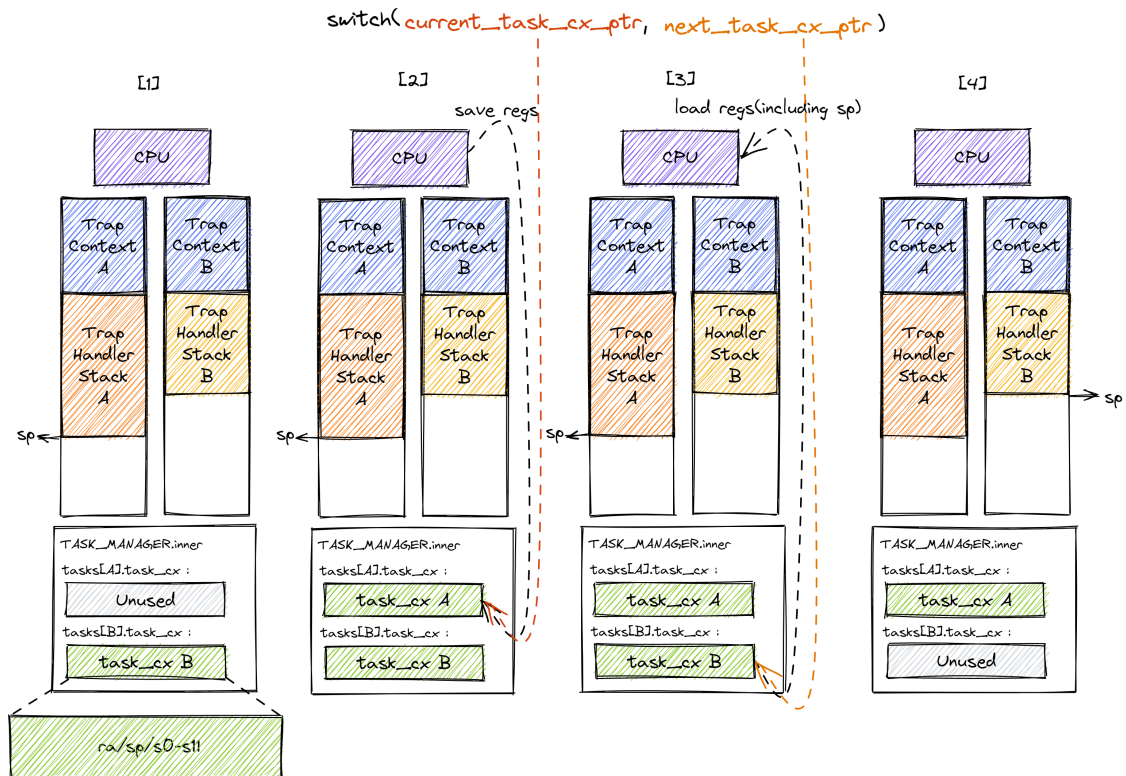 switch(current_task_cx_ptr, next_task_cx_ptr)
[1]
[2]
[3]
[4]
save regs
load regs(including sp)
CPU
CPU
CPU
CPU
Trap
Context
A
Trap
Context
B
Trap
Handler
Stack
A
Trap
Handler
Stack
B
sp
Trap
Context
A
Trap
Context
B
Trap
Handler
Stack
A
Trap
Handler
Stack
B
sp
Trap
Context
A
Trap
Context
B
Trap
Handler
Stack
A
Trap
Handler
Stack
B
sp
Trap
Context
A
Trap
Context
B
Trap
Handler
Stack
A
Trap
Handler
Stack
B
sp
TASK_MANAGER.inner
tasks[A].task_cx :
Unused
tasks[B].task_cx :
task_cx B
ra/sp/s0-s11
TASK_MANAGER.inner
tasks[A].task_cx :
task_cx A
tasks[B].task_cx :
task_cx B
TASK_MANAGER.inner
tasks[A].task_cx :
task_cx A
tasks[B].task_cx :
task_cx B
TASK_MANAGER.inner
tasks[A].task_cx :
task_cx A
tasks[B].task_cx :
Unused